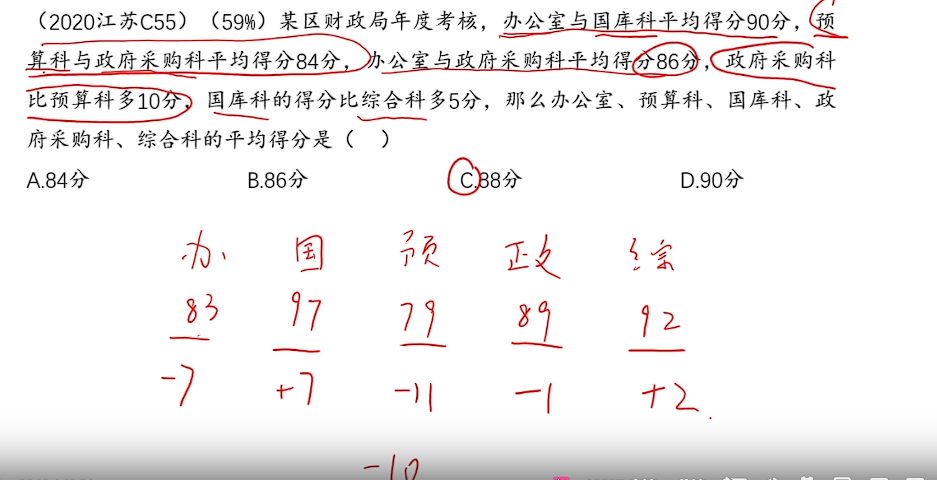 （2020江苏C55）（59%）某区财政局年度考核，办公室与国库科平均得分90分，预
算科与政府采购科平均得分84分，办公室与政府采购科平均得分86分，政府采购科
比预算科多10分，国库科的得分比综合科多5分，那么办公室、预算科、国库科、政
府采购科、综合科的平均得分是（ ）
A.84分 B.86分 C.88分 D.90分
办 国 预 政 综
83 97 79 89 92
-7 +7 -11 -1 +2
-10